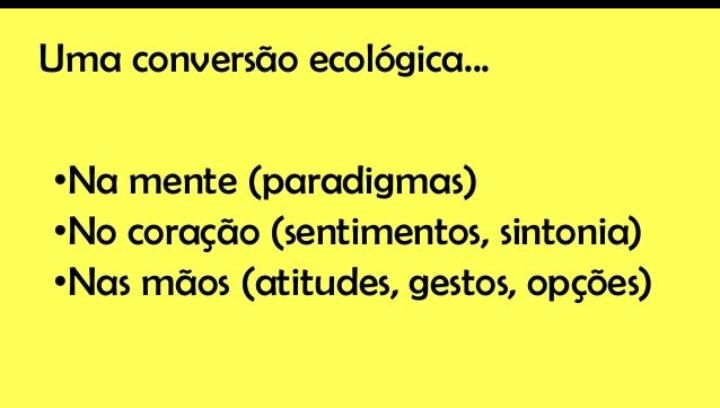 Uma conversão ecológica...
•Na mente (paradigmas)
•No coração (sentimentos, sintonia)
•Nas mãos (atitudes, gestos, opções)